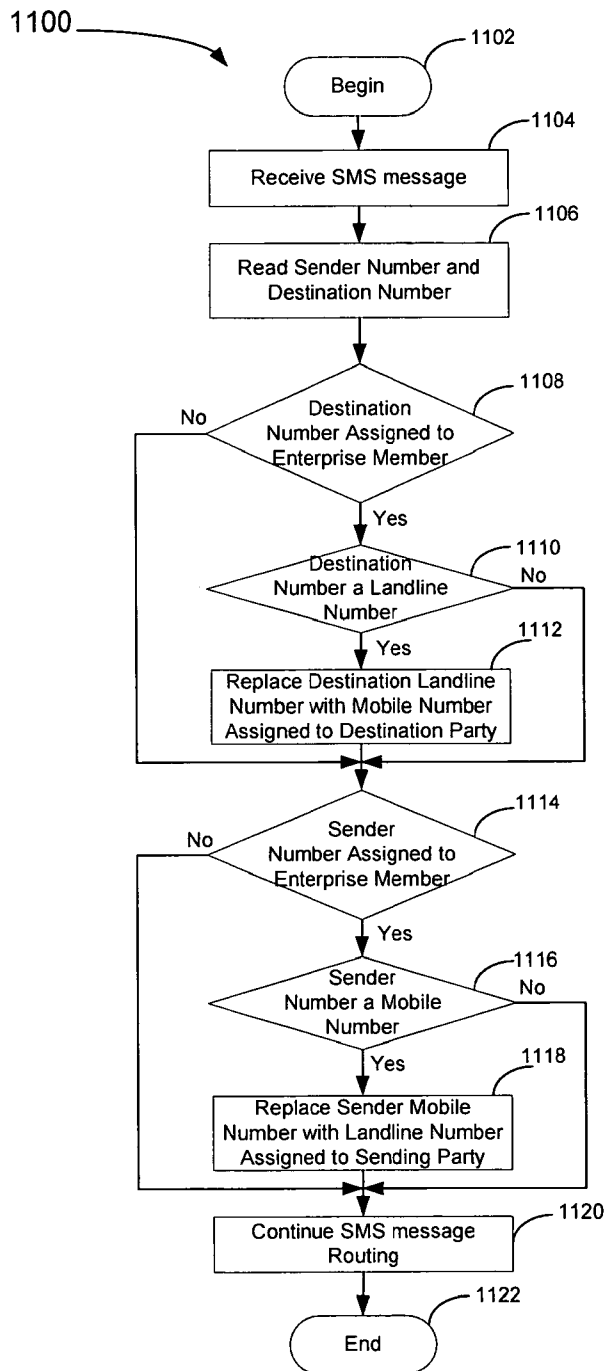 1100
1102
Begin
1104
Receive SMS message
1106
Read Sender Number and
Destination Number
1108
No
Destination
Number Assigned to
Enterprise Member
Yes
1110
Destination
Number a Landline
Number
No
Yes
1112
Replace Destination Landline
Number with Mobile Number
Assigned to Destination Party
1114
No
Sender
Number Assigned to
Enterprise Member
Yes
1116
Sender
Number a Mobile
Number
No
Yes
1118
Replace Sender Mobile
Number with Landline Number
Assigned to Sending Party
1120
Continue SMS message
Routing
1122
End